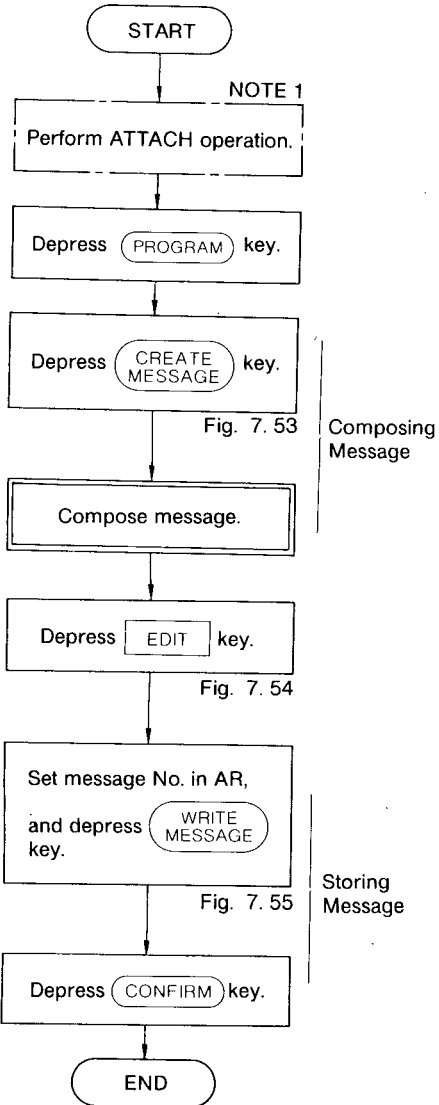 START
NOTE 1
Perform ATTACH operation.
Depress PROGRAM key.
Depress CREATE MESSAGE key.
Fig. 7. 53
Composing
Message
Compose message.
Depress EDIT key.
Fig. 7. 54
Set message No. in AR,
and depress WRITE MESSAGE
key.
Fig. 7. 55
Storing
Message
Depress CONFIRM key.
END